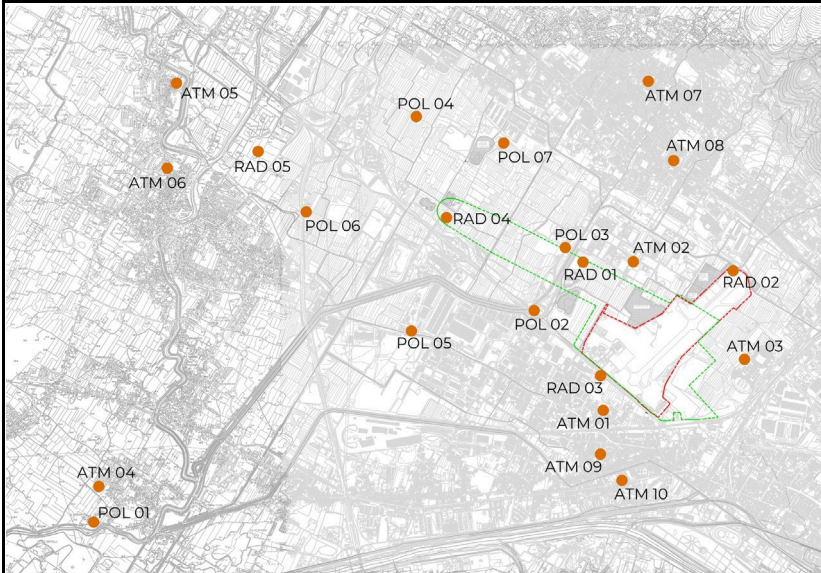 ATM 05
ATM 07
POL 04
ATM 08
POL 07
RAD 05
ATM 06
POL 06
RAD 04
POL 03
ATM 02
RAD 01
RAD 02
POL 02
POL 05
ATM 03
RAD 03
ATM 01
ATM 09
ATM 04
ATM 10
POL 01